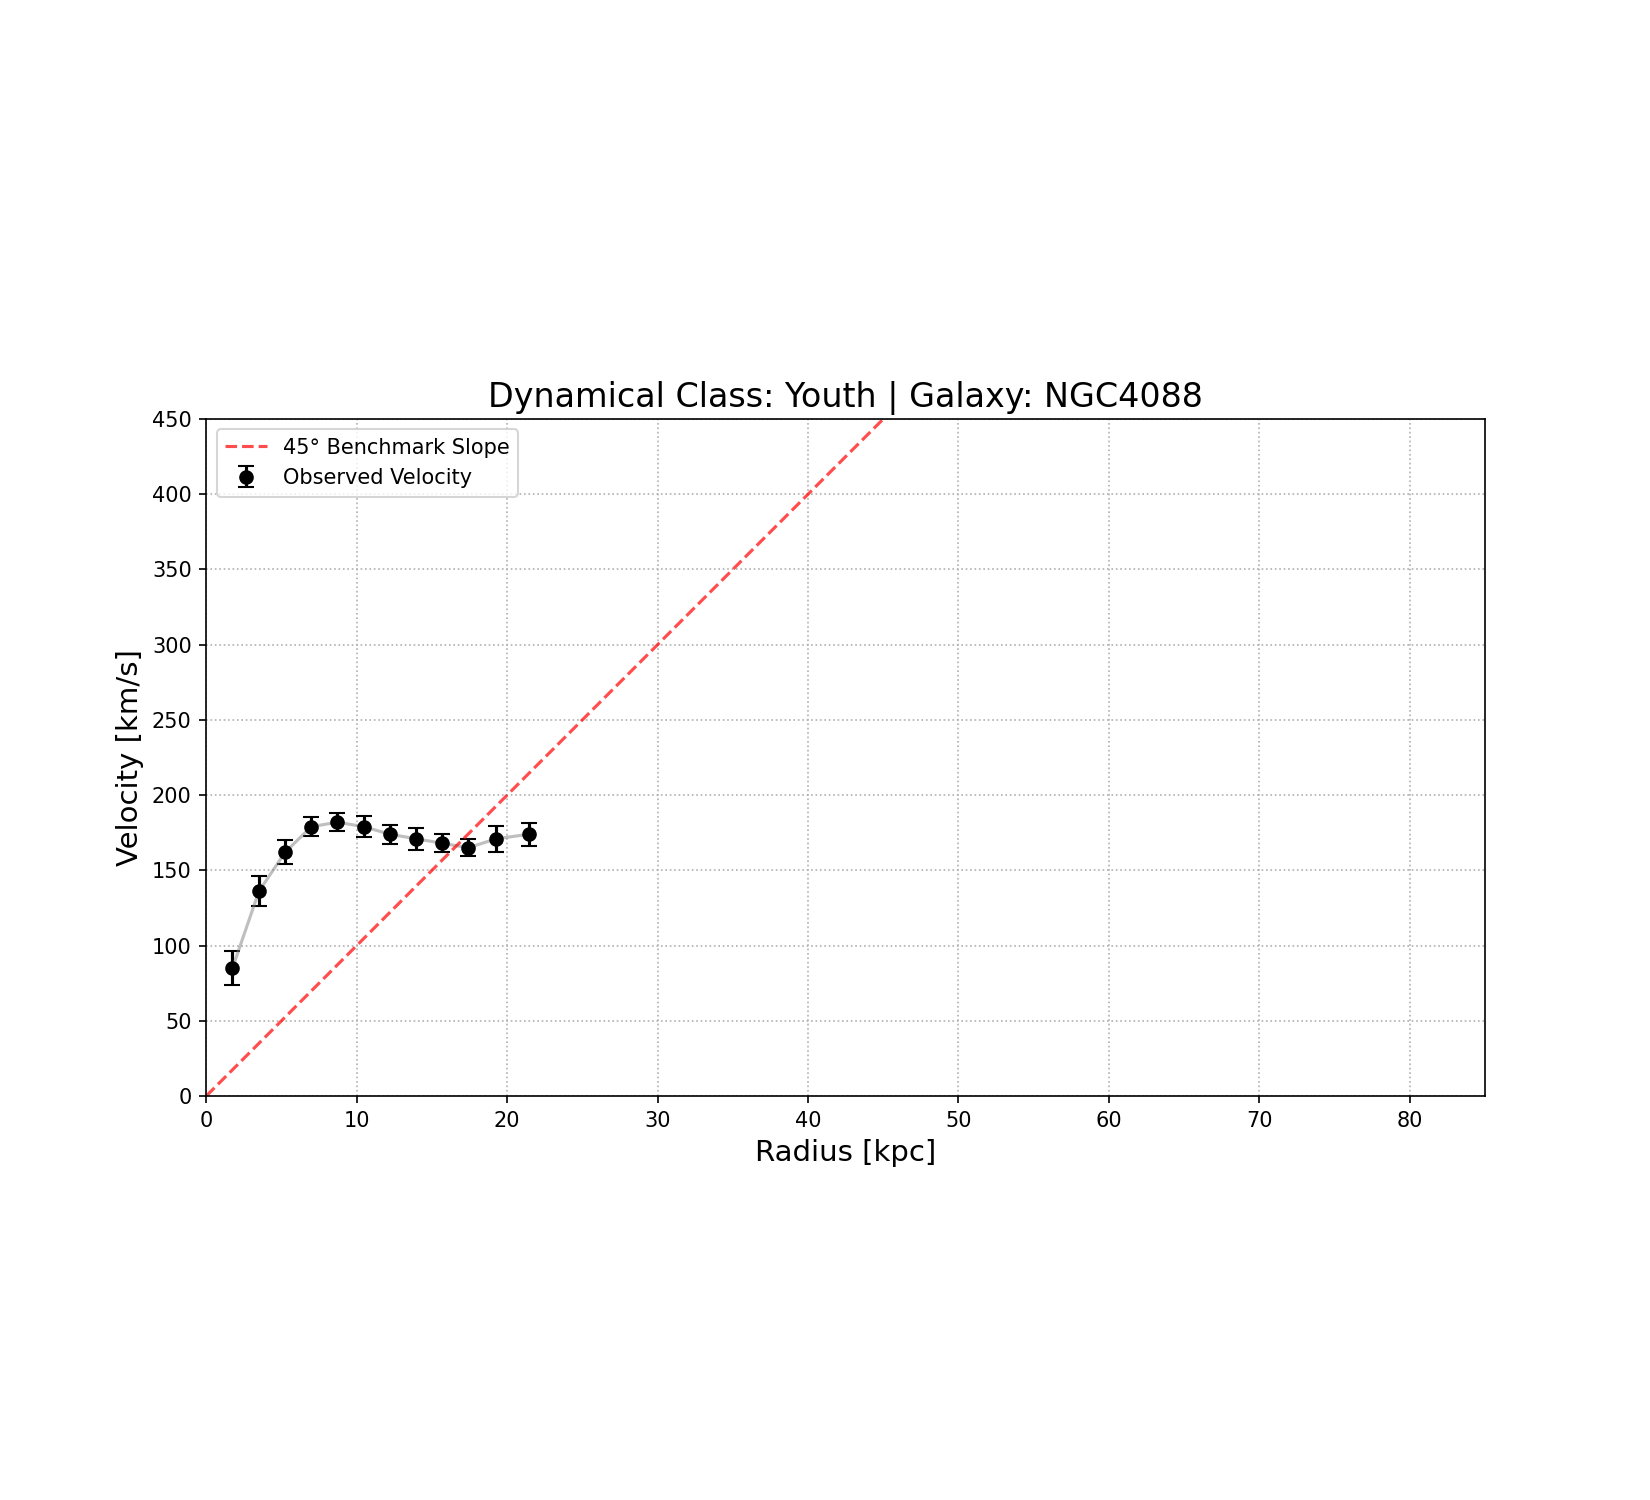 Dynamical Class: Youth | Galaxy: NGC4088
45° Benchmark Slope
Observed Velocity
Velocity [km/s]
450
400
350
300
250
200
150
100
50
0
0 10 20 30 40 50 60 70 80
Radius [kpc]